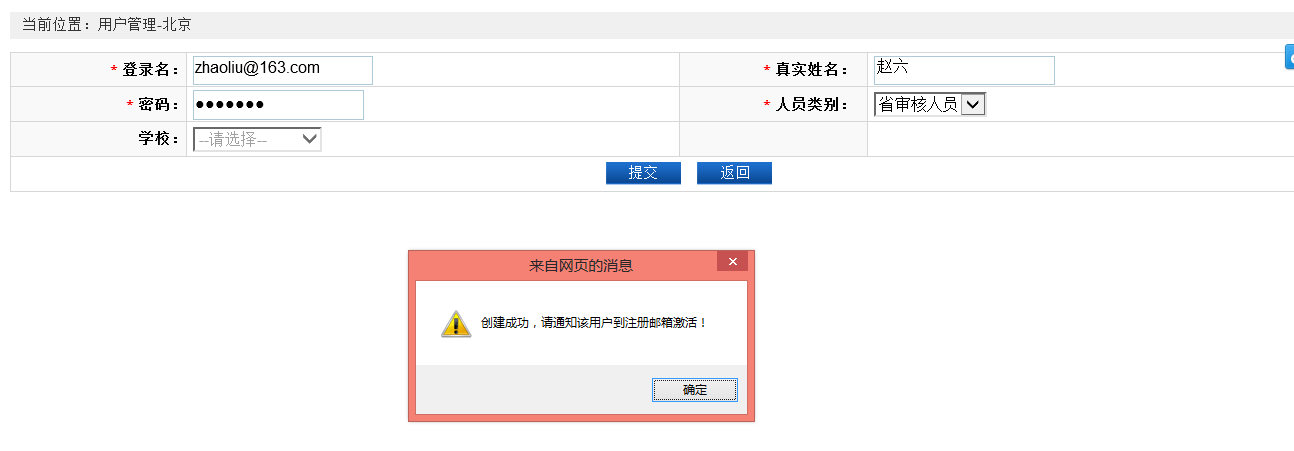 当前位置：用户管理-北京
* 登录名： zhaoliu@163.com * 真实姓名： 赵六
* 密码： ●●●●●●● * 人员类别： 省审核人员
学校： --请选择--
提交 返回
来自网页的消息
创建成功，请通知该用户到注册邮箱激活！
确定